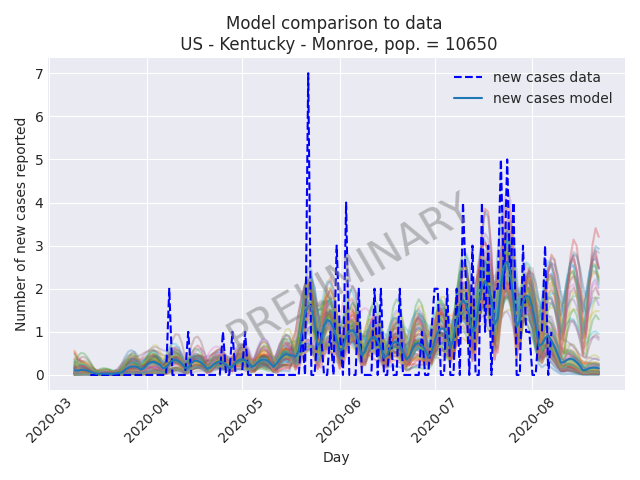 Model comparison to data
US - Kentucky - Monroe, pop. = 10650
new cases data
new cases model
PRELIMINARY
Number of new cases reported
7
6
5
4
3
2
1
0
2020-03
2020-04
2020-05
2020-06
2020-07
2020-08
Day